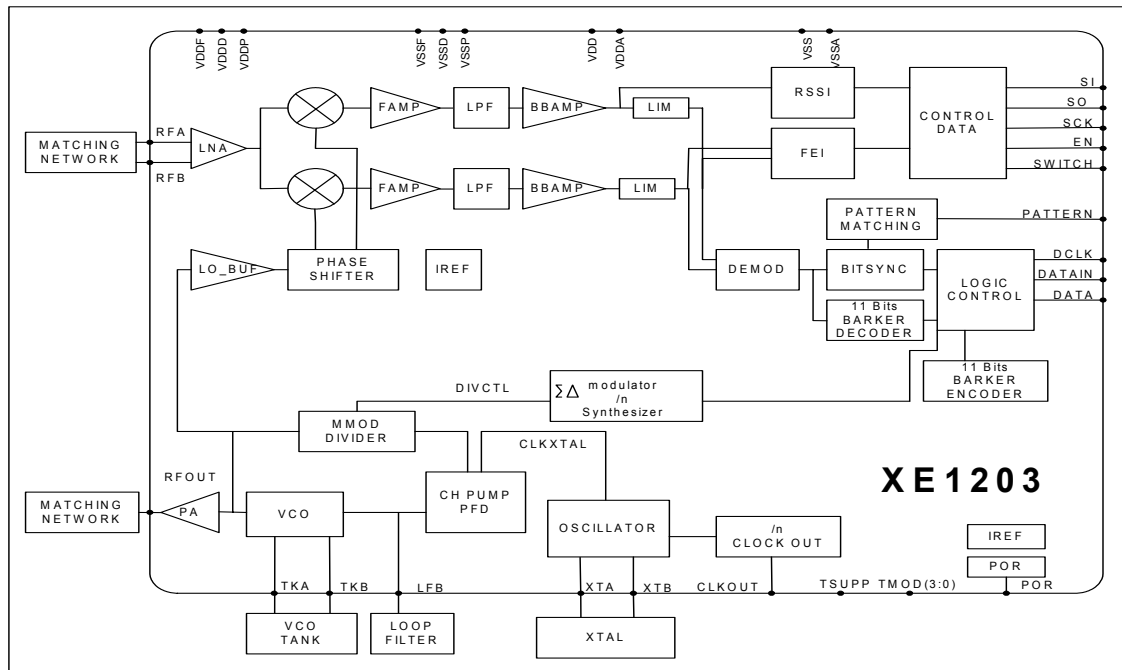 VDDF
VDDD
VDDP
VSSF
VSSD
VSSP
VDD
VDDA
VSS
VSSA
MATCHING
NETWORK
RFA
RFB
LNA
FAMP
LPF
BBAMP
LIM
RSSI
FEI
CONTROL
DATA
SI
SO
SCK
EN
SWITCH
FAMP
LPF
BBAMP
LIM
PATTERN
MATCHING
PATTERN
LO_BUF
PHASE
SHIFTER
IREF
DEMOD
BITSYNC
LOGIC
CONTROL
DCLK
DATAIN
DATA
11 Bits
BARKER
DECODER
11 Bits
BARKER
ENCODER
DIVCTL
ΣΔ modulator
/n
Synthesizer
MMOD
DIVIDER
CLKXTAL
RFOUT
MATCHING
NETWORK
PA
VCO
CH PUMP
PFD
OSCILLATOR
/n
CLOCK OUT
XE1203
IREF
POR
TKA
TKB
LFB
XTA
XTB
CLKOUT
TSUPP TMOD(3:0)
POR
VCO
TANK
LOOP
FILTER
XTAL